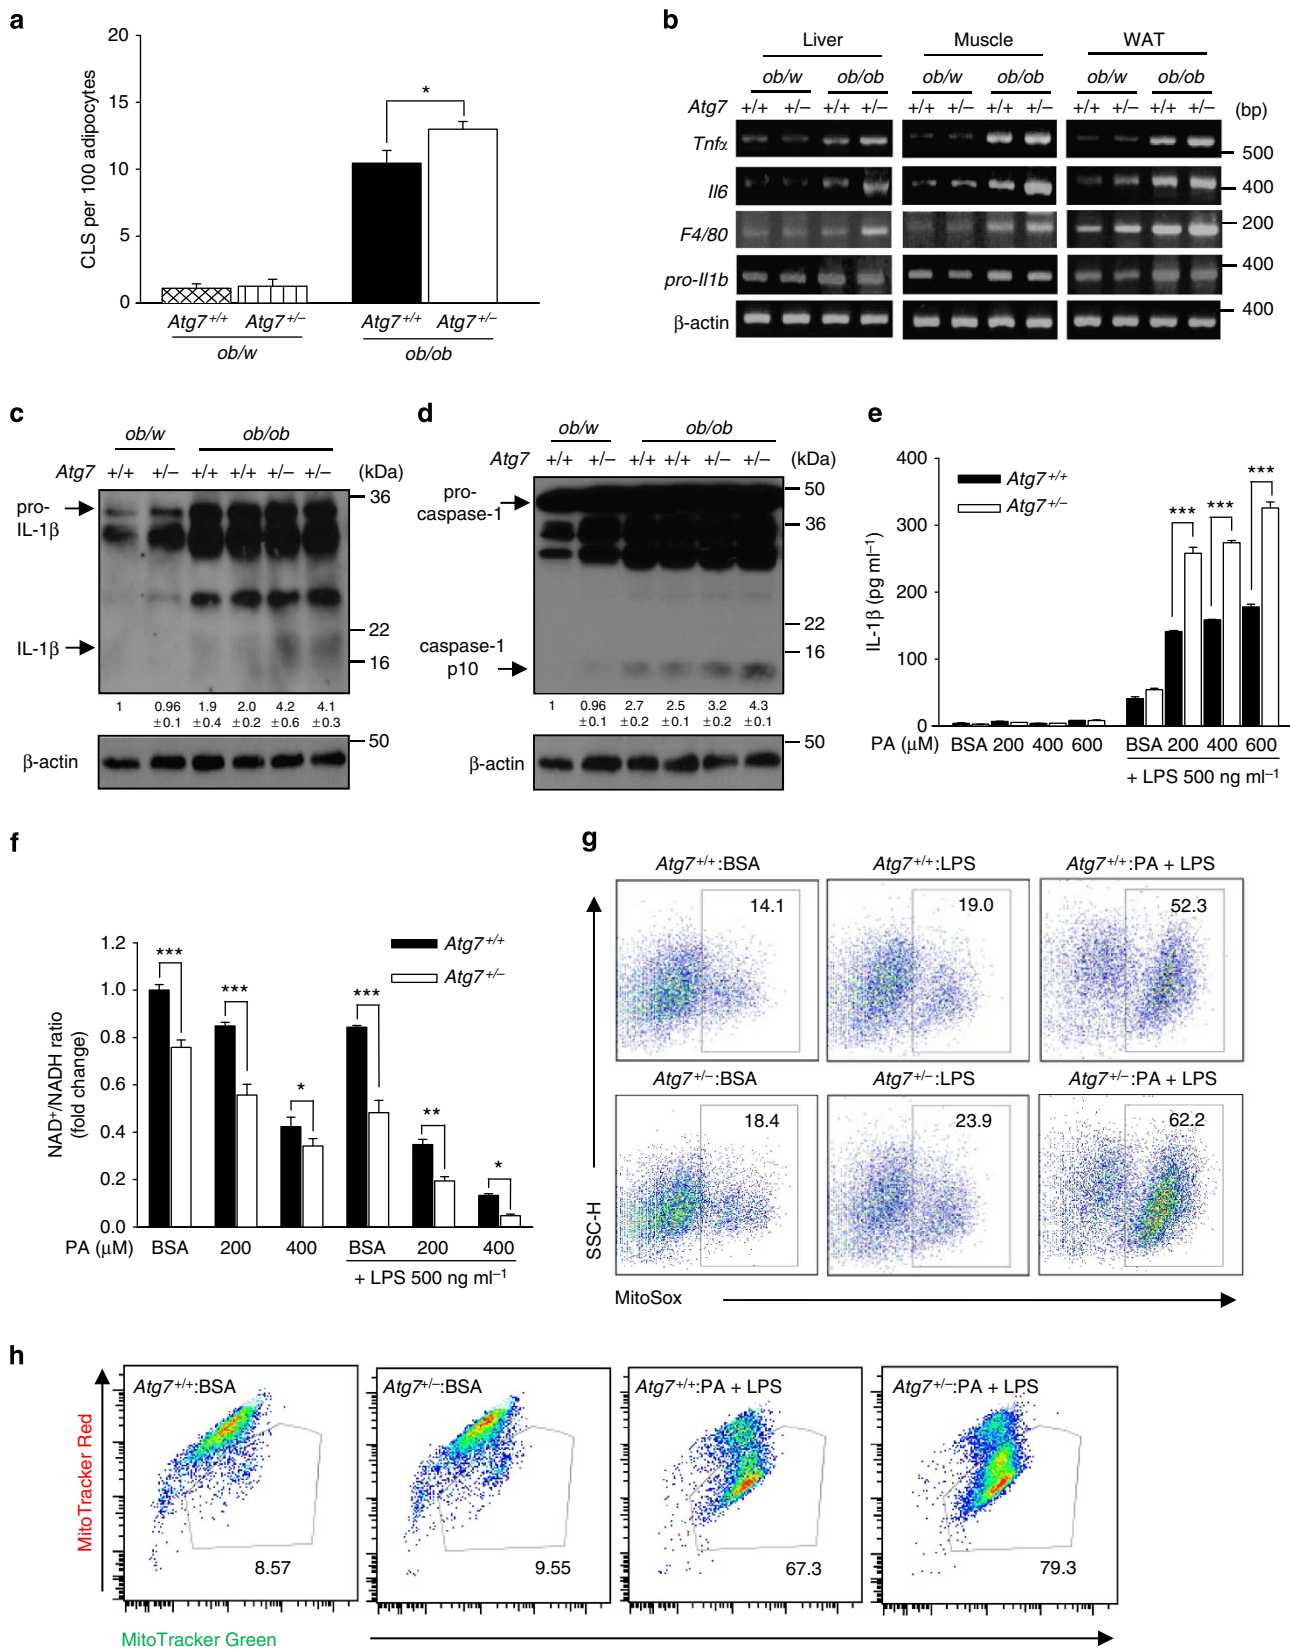 a
CLS per 100 adipocytes
20
15
10
5
0
*
Atg7+/+ Atg7+/– Atg7+/+ Atg7+/–
ob/w ob/ob
b
Liver Muscle WAT
ob/w ob/ob ob/w ob/ob ob/w ob/ob
Atg7 +/+ +/– +/+ +/– +/+ +/– +/+ +/– +/+ +/– +/+ +/– (bp)
Tnfα 500
Il6 400
F4/80 200
pro-Il1b 400
β-actin 400
c
ob/w ob/ob
Atg7 +/+ +/– +/+ +/+ +/– +/– (kDa)
pro-
IL-1β
36
22
IL-1β
16
1 0.96 1.9 2.0 4.2 4.1
±0.1 ±0.4 ±0.2 ±0.6 ±0.3
50
β-actin
d
ob/w ob/ob
Atg7 +/+ +/– +/+ +/+ +/– +/– (kDa)
pro-
caspase-1
50
36
22
16
caspase-1
p10
1 0.96 2.7 2.5 3.2 4.3
±0.1 ±0.2 ±0.1 ±0.2 ±0.1
50
β-actin
e
IL-1β (pg ml–1)
400
300
200
100
0
Atg7+/+
Atg7+/–
*** *** ***
PA (μM) BSA 200 400 600 BSA 200 400 600
+ LPS 500 ng ml–1
f
NAD+/NADH ratio
(fold change)
1.2
1.0
0.8
0.6
0.4
0.2
0.0
Atg7+/+
Atg7+/–
*** *** * *** ** *
PA (μM) BSA 200 400 BSA 200 400
+ LPS 500 ng ml–1
g
Atg7+/+:BSA Atg7+/+:LPS Atg7+/+:PA + LPS
14.1 19.0 52.3
Atg7+/–:BSA Atg7+/–:LPS Atg7+/–:PA + LPS
18.4 23.9 62.2
SSC-H
MitoSox
h
MitoTracker Red
Atg7+/+:BSA Atg7+/–:BSA Atg7+/+:PA + LPS Atg7+/–:PA + LPS
8.57 9.55 67.3 79.3
MitoTracker Green